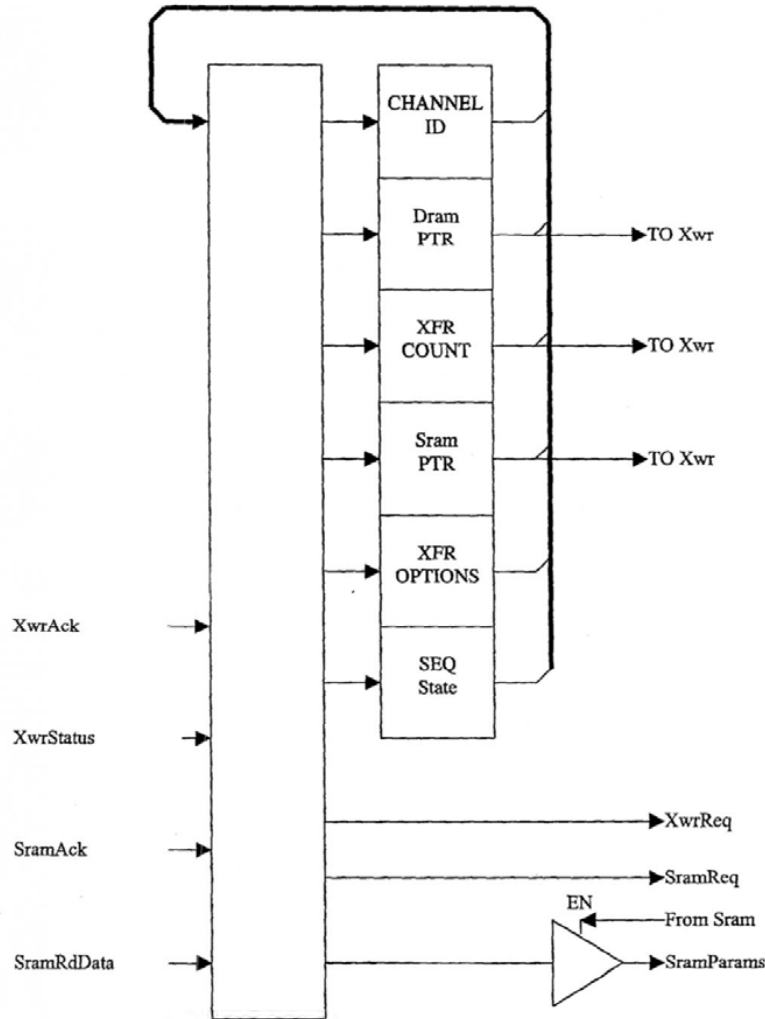 CHANNEL
ID
Dram
PTR
TO Xwr
XFR
COUNT
TO Xwr
Sram
PTR
TO Xwr
XFR
OPTIONS
XwrAck
SEQ
State
XwrStatus
XwrReq
SramAck
SramReq
EN
From Sram
SramRdData
SramParams